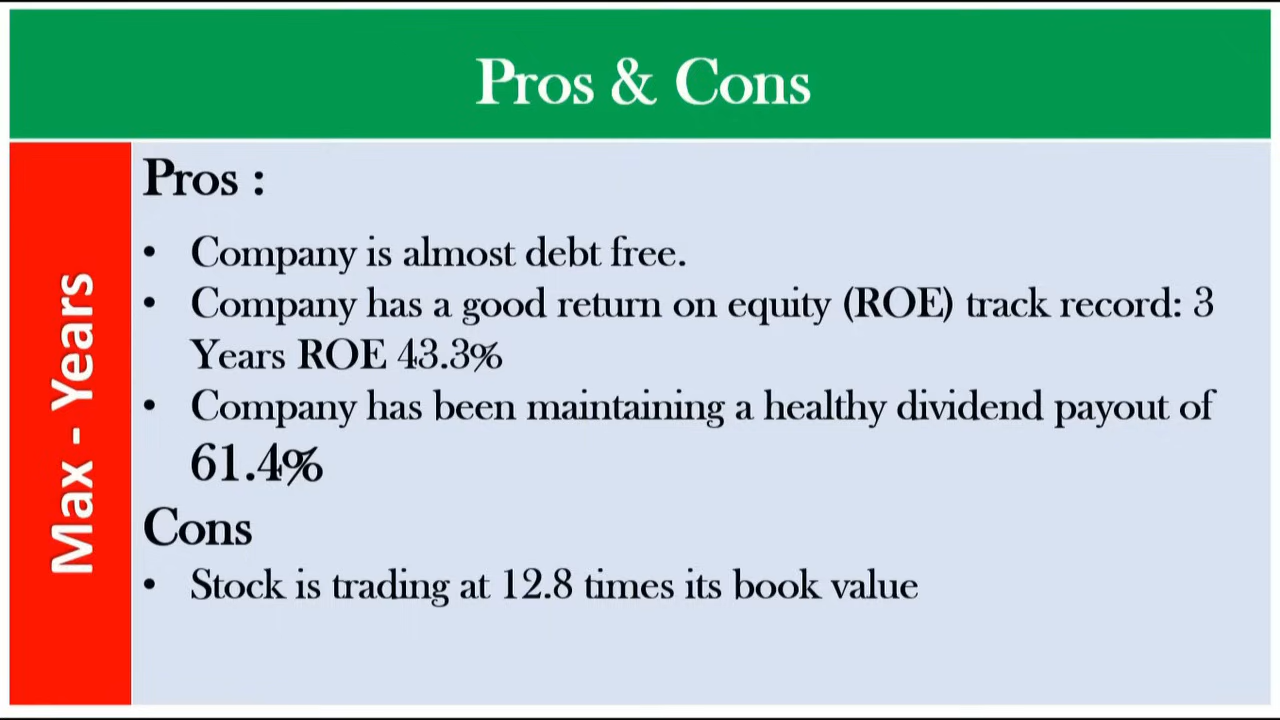 Pros & Cons
Max - Years
Pros :
• Company is almost debt free.
• Company has a good return on equity (ROE) track record: 3
Years ROE 43.3%
• Company has been maintaining a healthy dividend payout of
61.4%
Cons
• Stock is trading at 12.8 times its book value